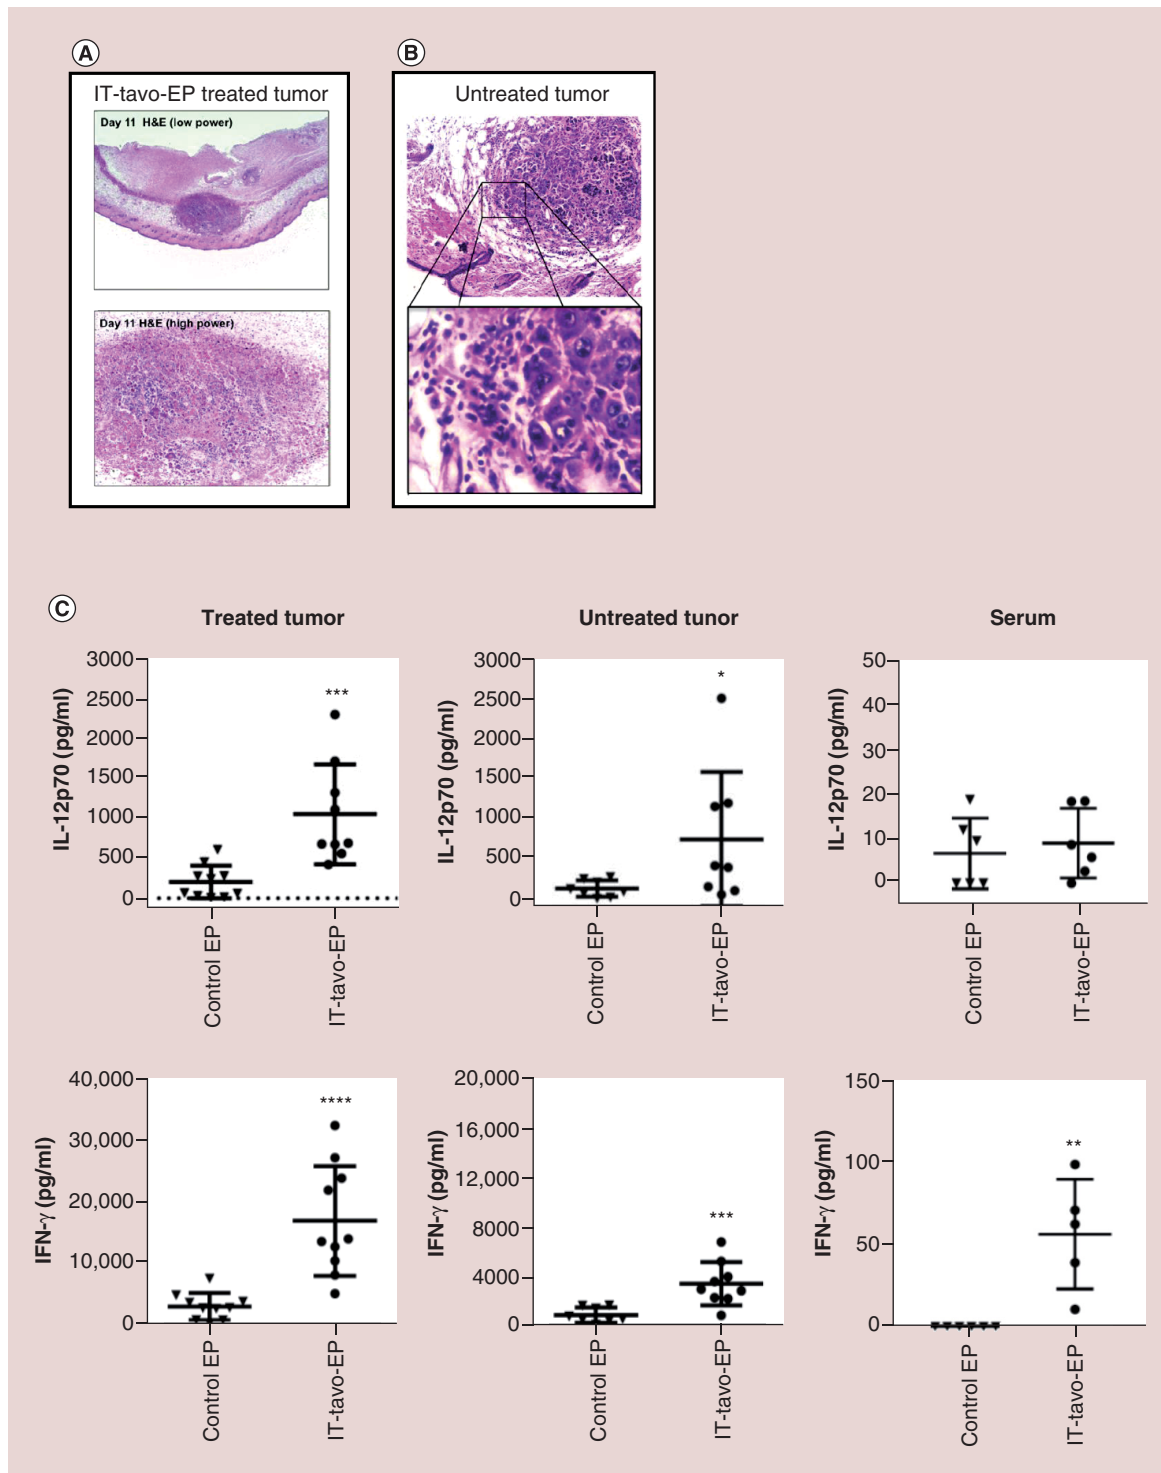 A
IT-tavo-EP treated tumor
Day 11 H&E (low power)
Day 11 H&E (high power)
B
Untreated tumor
C
Treated tumor
IL-12p70 (pg/ml)
3000
2500
2000
1500
1000
500
0
***
Control EP
IT-tavo-EP
Untreated tunor
IL-12p70 (pg/ml)
3000
2500
2000
1500
1000
500
0
*
Control EP
IT-tavo-EP
Serum
IL-12p70 (pg/ml)
50
40
30
20
10
0
Control EP
IT-tavo-EP
IFN-γ (pg/ml)
40,000
30,000
20,000
10,000
0
****
Control EP
IT-tavo-EP
IFN-γ (pg/ml)
20,000
16,000
12,000
8000
4000
0
***
Control EP
IT-tavo-EP
IFN-γ (pg/ml)
150
100
50
0
**
Control EP
IT-tavo-EP